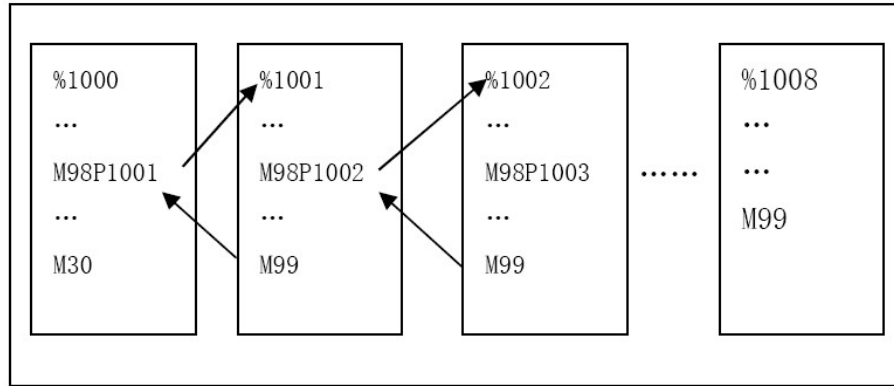 %1000
…
M98P1001
…
M30
%1001
…
M98P1002
…
M99
%1002
…
M98P1003
…
M99
……
%1008
…
…
M99